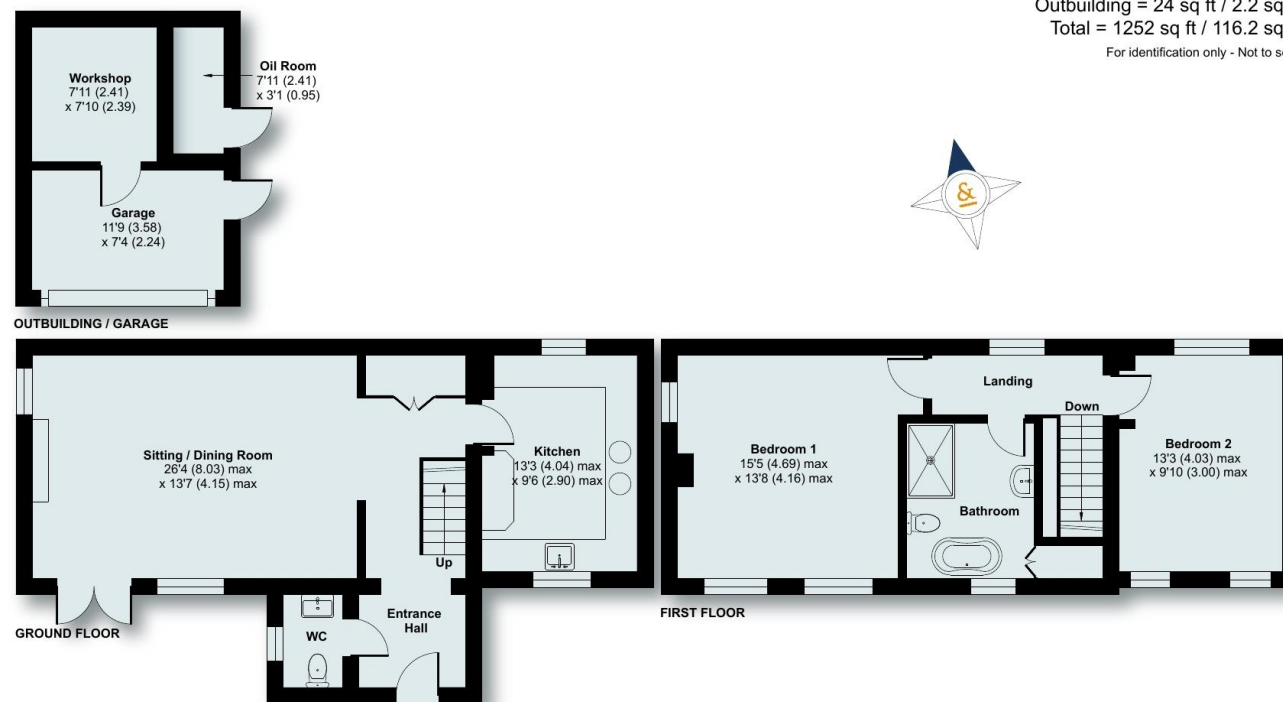 Outbuilding = 24 sq ft / 2.2 sq
Total = 1252 sq ft / 116.2 sq
For identification only - Not to
Workshop
7'11 (2.41)
x 7'10 (2.39)
Oil Room
7'11 (2.41)
x 3'1 (0.95)
Garage
11'9 (3.58)
x 7'4 (2.24)
OUTBUILDING / GARAGE
&
Sitting / Dining Room
26'4 (8.03) max
x 13'7 (4.15) max
Kitchen
13'3 (4.04) max
x 9'6 (2.90) max
Up
Entrance
Hall
WC
GROUND FLOOR
Landing
Down
Bedroom 1
15'5 (4.69) max
x 13'8 (4.16) max
Bathroom
Bedroom 2
13'3 (4.03) max
x 9'10 (3.00) max
FIRST FLOOR